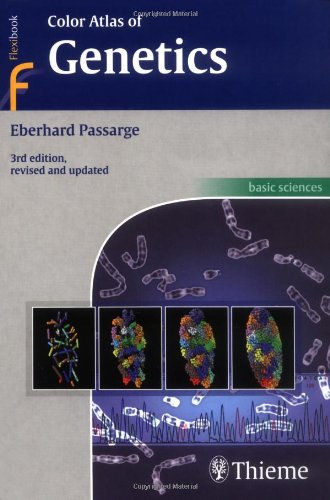 Flexibook
Color Atlas of
Genetics
Eberhard Passarge
3rd edition,
revised and updated
basic sciences
Thieme